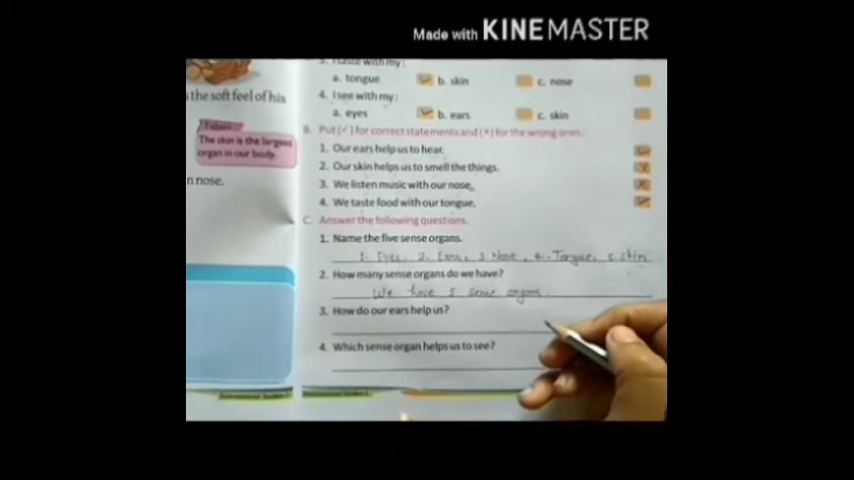 Made with KINEMASTER
3. I taste with my :
a. tongue b. skin c. nose
4. I see with my :
a. eyes b. ears c. skin
the soft feel of his
The skin is the largest
organ in our body.
n nose.
B. Put (✓) for correct statements and (×) for the wrong ones :
1. Our ears help us to hear.
2. Our skin helps us to smell the things.
3. We listen music with our nose.
4. We taste food with our tongue.
C. Answer the following questions.
1. Name the five sense organs.
1. Eyes, 2. Ears, 3. Nose, 4. Tongue, 5. Skin
2. How many sense organs do we have?
We have 5 sense organs.
3. How do our ears help us?
4. Which sense organ helps us to see?